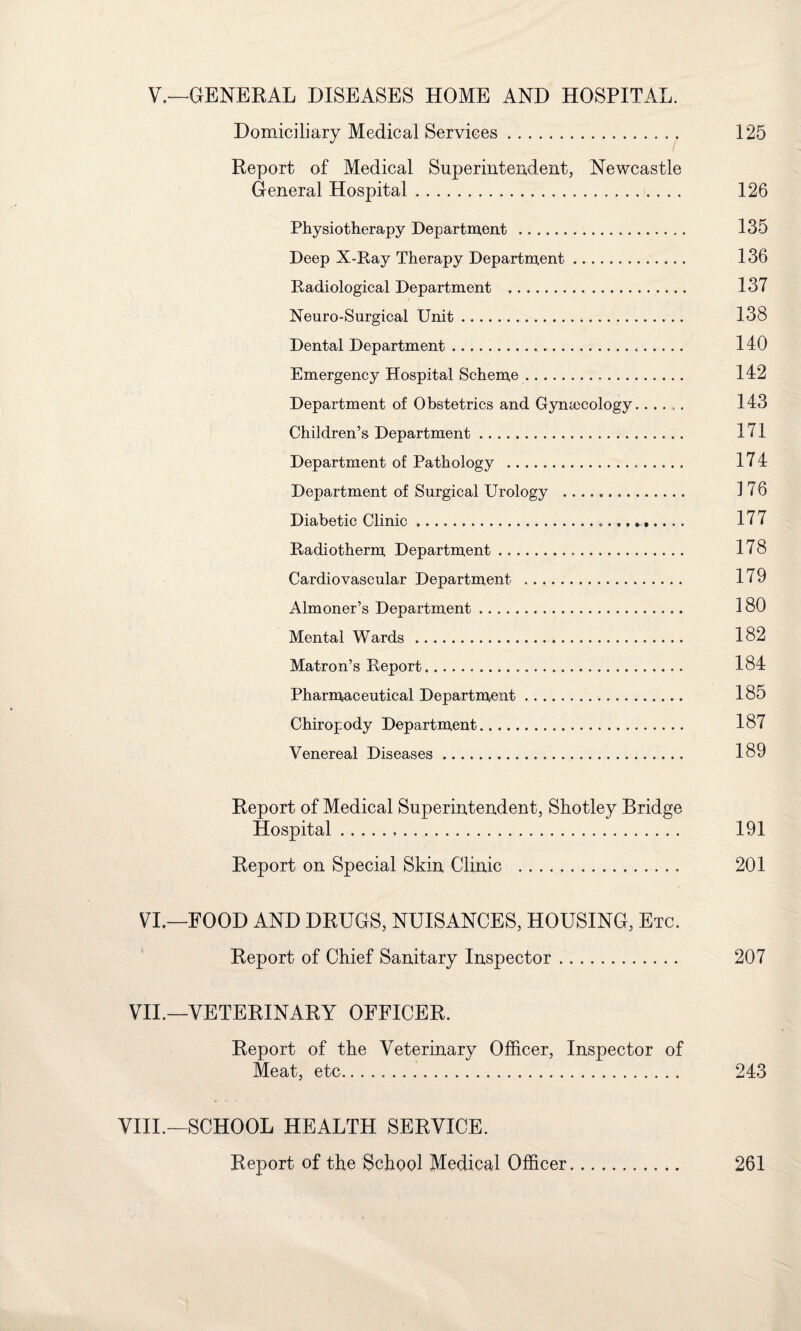 V.—GENERAL DISEASES HOME AND HOSPITAL.
Domiciliary Medical Services ................. 125
Report of Medical Superintendent, Newcastle
General Hospital .......................... 126
Physiotherapy Department ................... 135
Deep X-Ray Therapy Department ............. 136
Radiological Department .................... 137
Neuro-Surgical Unit ......................... 138
Dental Department .......................... 140
Emergency Hospital Scheme .................. 142
Department of Obstetrics and Gynæcology...... 143
Children's Department ....................... 171
Department of Pathology .................... 174
Department of Surgical Urology .............. 176
Diabetic Clinic .............................. 177
Radiotherm Department ..................... 178
Cardiovascular Department .................. 179
Almoner's Department ....................... 180
Mental Wards .............................. 182
Matron's Report............................. 184
Pharmaceutical Department .................. 185
Chiropody Department....................... 187
Venereal Diseases ........................... 189
Report of Medical Superintendent, Shotley Bridge
Hospital ................................. 191
Report on Special Skin Clinic ................ 201
VI.—FOOD AND DRUGS, NUISANCES, HOUSING, Etc.
Report of Chief Sanitary Inspector ............ 207
VII.—VETERINARY OFFICER.
Report of the Veterinary Officer, Inspector of
Meat, etc................................. 243
VIII.—SCHOOL HEALTH SERVICE.
Report of the School Medical Officer........... 261